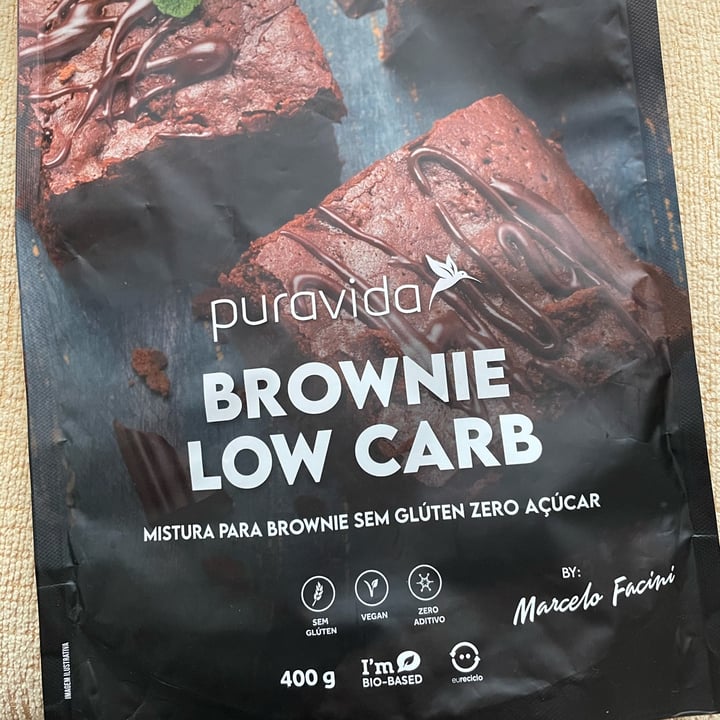 puravida
BROWNIE
LOW CARB
MISTURA PARA BROWNIE SEM GLÚTEN ZERO AÇÚCAR
SEM
GLÚTEN
VEGAN
ZERO
ADITIVO
BY:
Marcelo Facini
400 g
I'm
BIO-BASED
eureciclo
IMAGEM ILUSTRATIVA